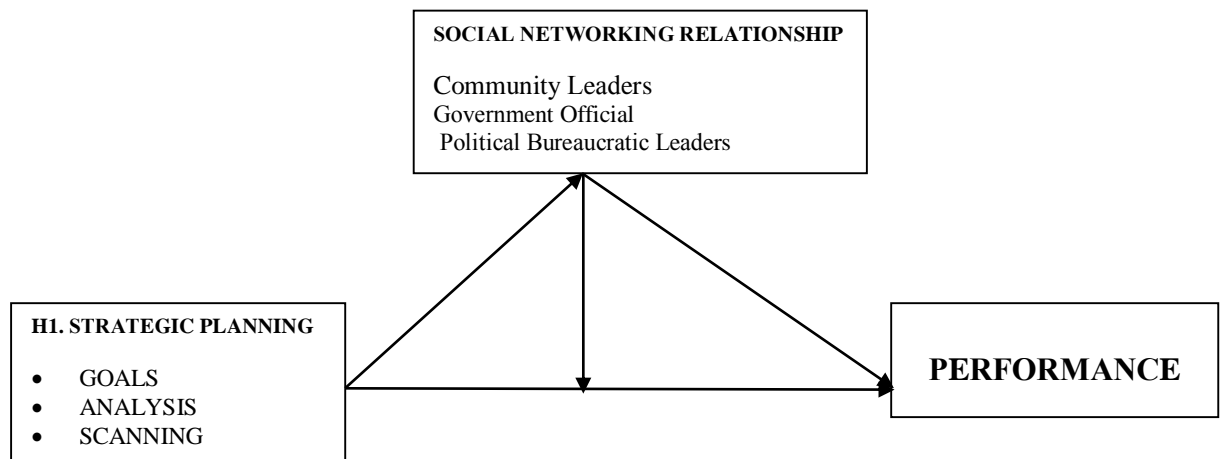 SOCIAL NETWORKING RELATIONSHIP
Community Leaders
Government Official
Political Bureaucratic Leaders
H1. STRATEGIC PLANNING
• GOALS
• ANALYSIS
• SCANNING
PERFORMANCE